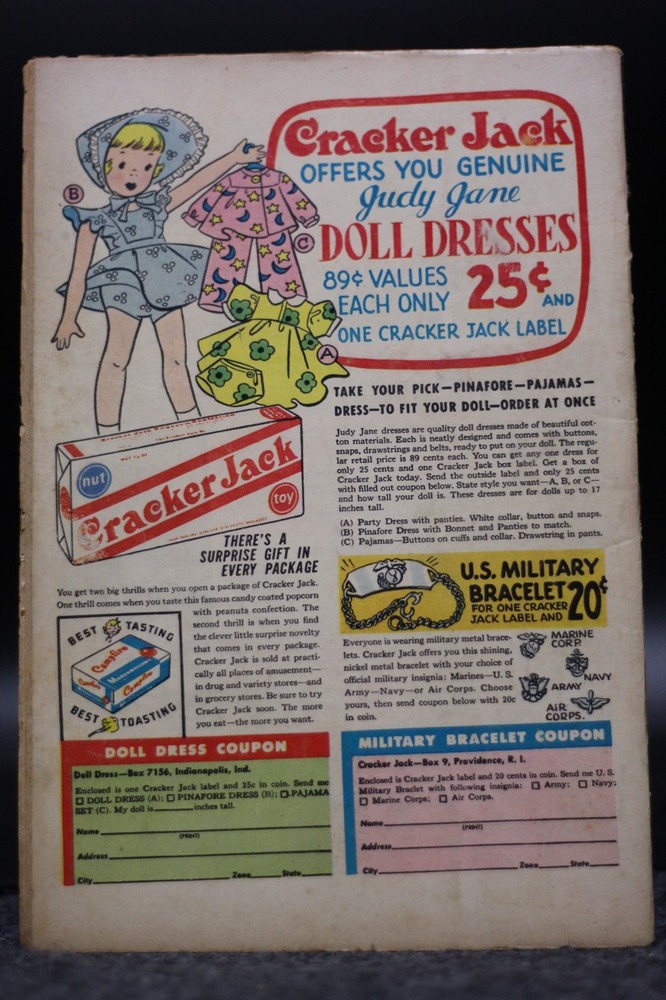 Cracker Jack
OFFERS YOU GENUINE
Judy Jane
DOLL DRESSES
89¢ VALUES
EACH ONLY 25¢ AND
ONE CRACKER JACK LABEL
B
C
A
TAKE YOUR PICK—PINAFORE—PAJAMAS—
DRESS—TO FIT YOUR DOLL—ORDER AT ONCE
Judy Jane dresses are quality doll dresses made of beautiful cot-
ton materials. Each is neatly designed and comes with buttons,
snaps, drawstrings and belts, ready to put on your doll. The regu-
lar retail price is 89 cents each. You can get any one dress for
only 25 cents and one Cracker Jack box label. Get a box of
Cracker Jack today. Send the outside label and only 25 cents
with filled out coupon below. State style you want—A, B, or C—
and how tall your doll is. These dresses are for dolls up to 17
inches tall.
(A) Party Dress with panties. White collar, button and snaps.
(B) Pinafore Dress with Bonnet and Panties to match.
(C) Pajamas—Buttons on cuffs and collar. Drawstring in pants.
nut
Cracker Jack
toy
THERE'S A
SURPRISE GIFT IN
EVERY PACKAGE
You get two big thrills when you open a package of Cracker Jack.
One thrill comes when you taste this famous candy coated popcorn
with peanuts confection. The
second thrill is when you find
the clever little surprise novelty
that comes in every package.
Cracker Jack is sold at practi-
cally all places of amusement—
in drug and variety stores—and
in grocery stores. Be sure to try
Cracker Jack soon. The more
you eat—the more you want.
BEST TASTING
Campfire
Marshmallows
Campfire
BEST TOASTING
U.S. MILITARY
BRACELET
FOR ONE CRACKER
JACK LABEL AND 20¢
Everyone is wearing military metal brace-
lets. Cracker Jack offers you this shining,
nickel metal bracelet with your choice of
official military insignia: Marines—U. S.
Army—Navy—or Air Corps. Choose
yours, then send coupon below with 20c
in coin.
MARINE
CORP.
NAVY
ARMY
AIR
CORPS.
DOLL DRESS COUPON
Doll Dress—Box 7156, Indianapolis, Ind.
Enclosed is one Cracker Jack label and 25c in coin. Send me
DOLL DRESS (A); PINAFORE DRESS (B); PAJAMA
SET (C). My doll is inches tall.
Name
(PRINT)
Address
City Zone State
MILITARY BRACELET COUPON
Cracker Jack—Box 9, Providence, R. I.
Enclosed is Cracker Jack label and 20 cents in coin. Send me U. S.
Military Braclet with following insignia: Army; Navy;
Marine Corps; Air Corps.
Name
(PRINT)
Address
City Zone State